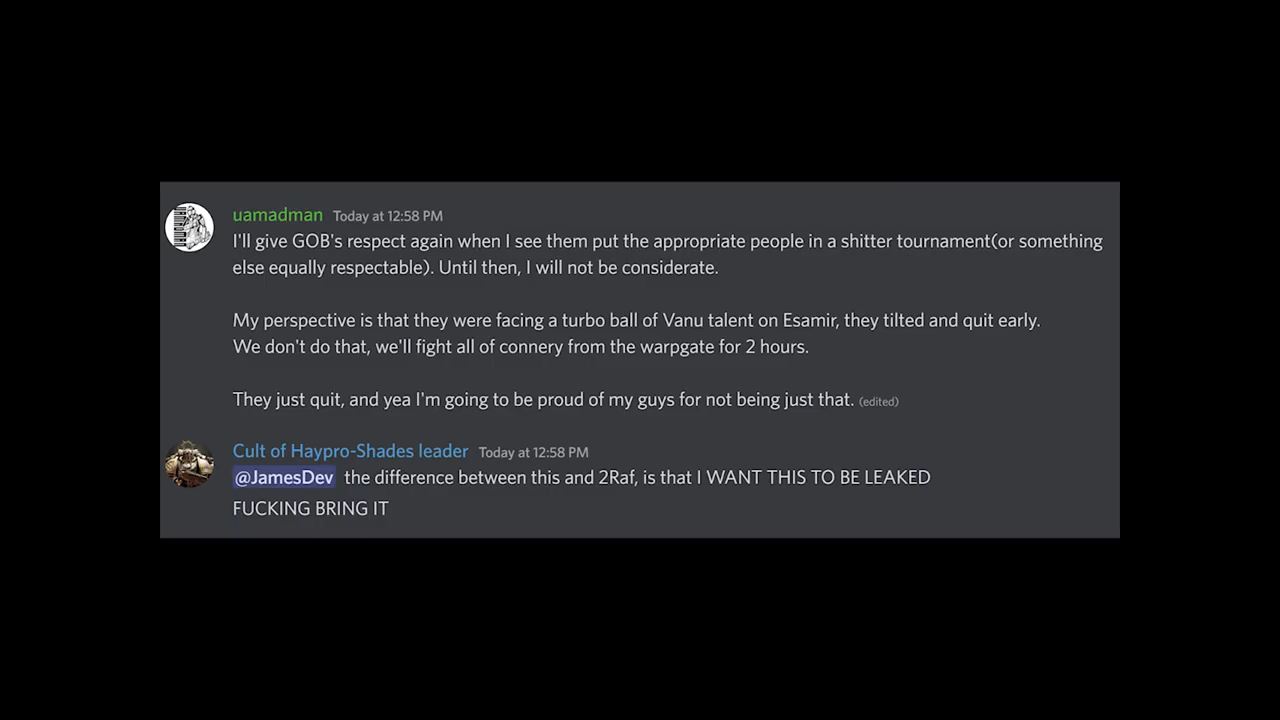 uamadman Today at 12:58 PM
I'll give GOB's respect again when I see them put the appropriate people in a shitter tournament(or something
else equally respectable). Until then, I will not be considerate.
My perspective is that they were facing a turbo ball of Vanu talent on Esamir, they tilted and quit early.
We don't do that, we'll fight all of connery from the warpgate for 2 hours.
They just quit, and yea I'm going to be proud of my guys for not being just that. (edited)
Cult of Haypro-Shades leader Today at 12:58 PM
@JamesDev the difference between this and 2Raf, is that I WANT THIS TO BE LEAKED
FUCKING BRING IT